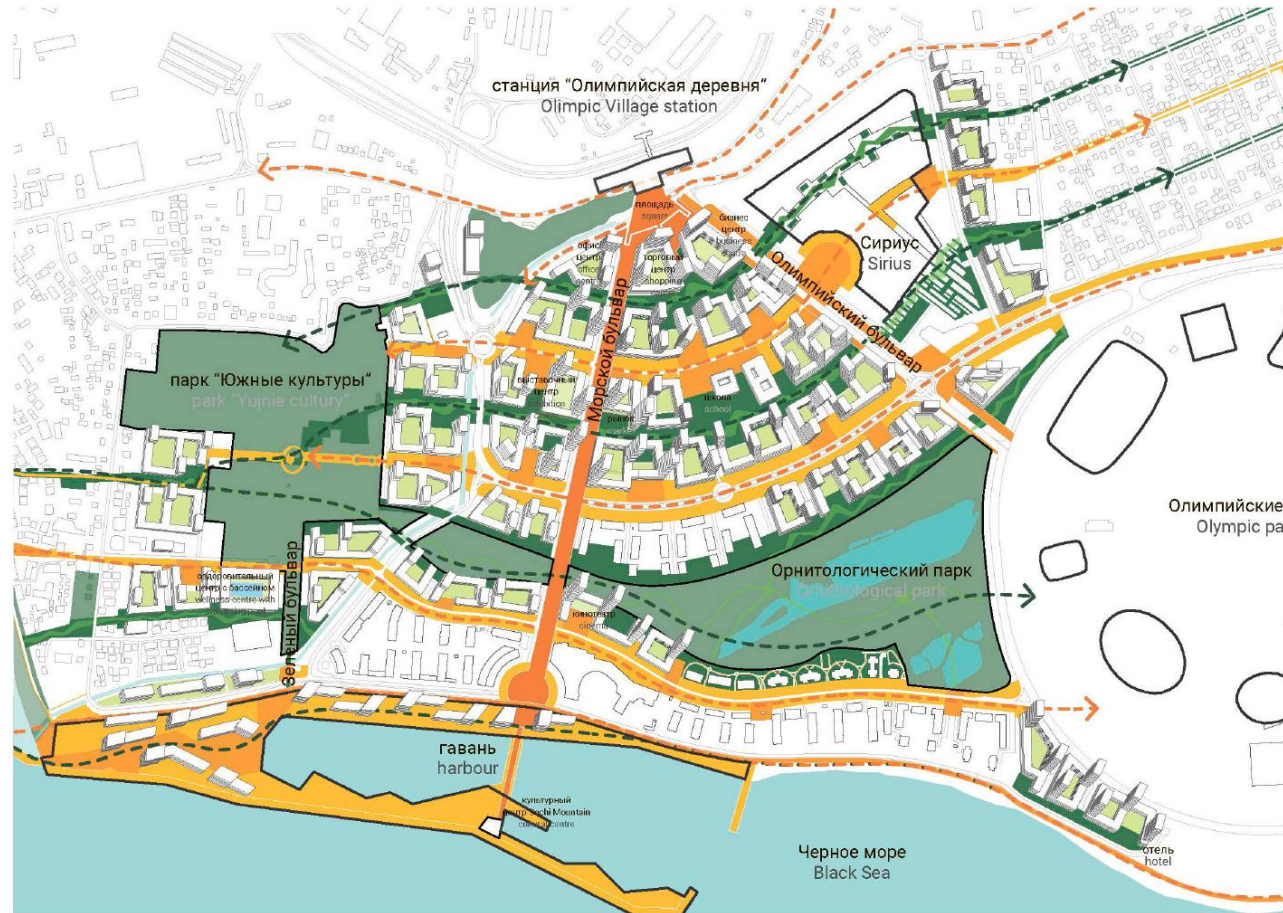 станция "Олимпийская деревня"
Olimpic Village station
площадь
square
бизнес
центр
business
centre
офис
центр
office
centre
торговый
центр
shopping
Сириус
Sirius
Олимпийский бульвар
Морской бульвар
парк "Южные культуры"
park "Yujnie cultury"
выставочный
центр
рынок
школа
school
Орнитологический парк
ornithological park
Олимпийские
Olympic pa
оздоровительный
центр с бассейном
wellness centre with
Зеленый бульвар
кинотеатр
cinema
гавань
harbour
культурный
центр Sochi Mountain
cultural centre
Черное море
Black Sea
отель
hotel